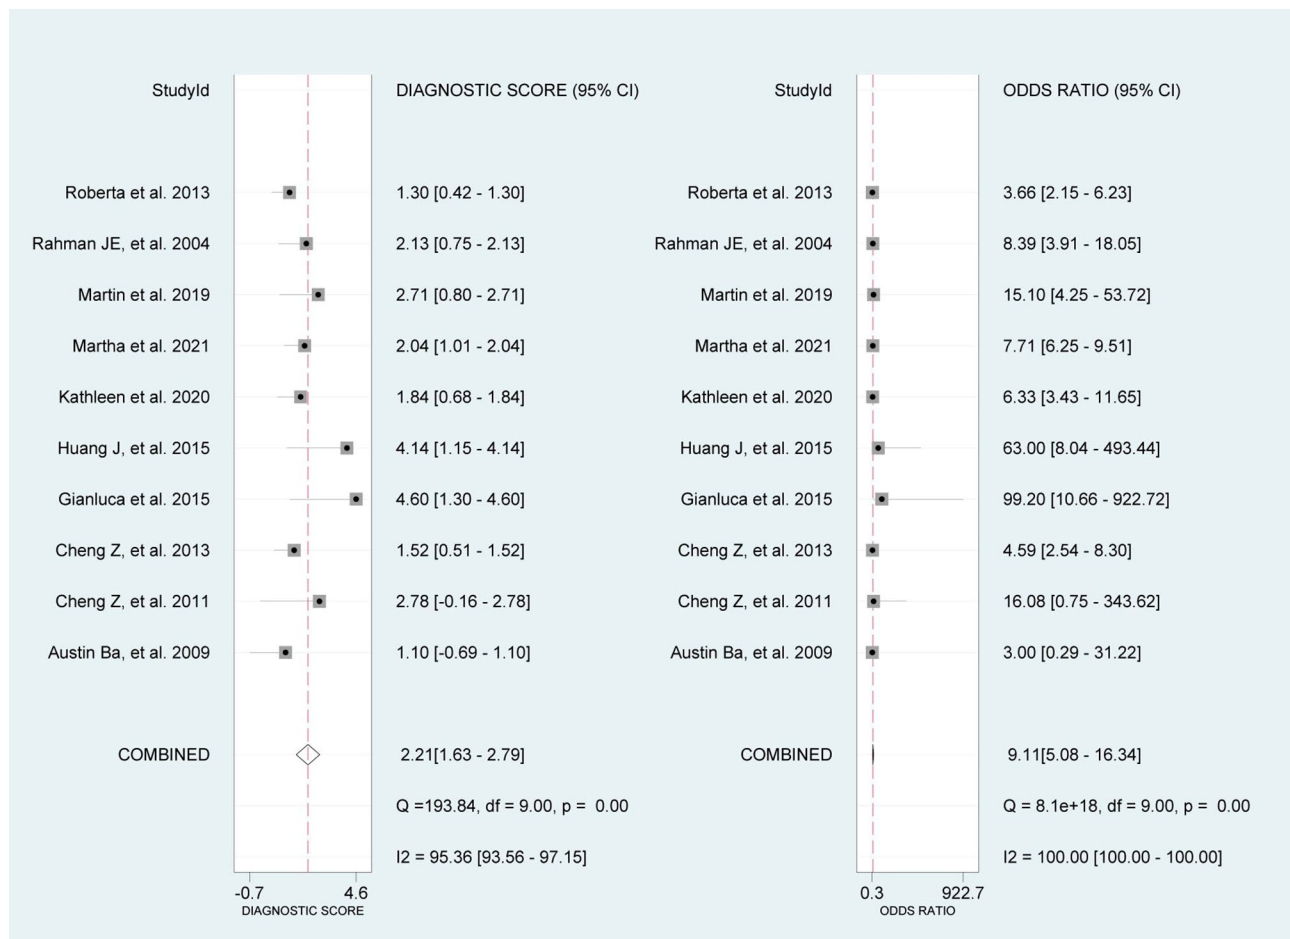 StudyId DIAGNOSTIC SCORE (95% CI) StudyId ODDS RATIO (95% CI)
Roberta et al. 2013 1.30 [0.42 - 1.30] Roberta et al. 2013 3.66 [2.15 - 6.23]
Rahman JE, et al. 2004 2.13 [0.75 - 2.13] Rahman JE, et al. 2004 8.39 [3.91 - 18.05]
Martin et al. 2019 2.71 [0.80 - 2.71] Martin et al. 2019 15.10 [4.25 - 53.72]
Martha et al. 2021 2.04 [1.01 - 2.04] Martha et al. 2021 7.71 [6.25 - 9.51]
Kathleen et al. 2020 1.84 [0.68 - 1.84] Kathleen et al. 2020 6.33 [3.43 - 11.65]
Huang J, et al. 2015 4.14 [1.15 - 4.14] Huang J, et al. 2015 63.00 [8.04 - 493.44]
Gianluca et al. 2015 4.60 [1.30 - 4.60] Gianluca et al. 2015 99.20 [10.66 - 922.72]
Cheng Z, et al. 2013 1.52 [0.51 - 1.52] Cheng Z, et al. 2013 4.59 [2.54 - 8.30]
Cheng Z, et al. 2011 2.78 [-0.16 - 2.78] Cheng Z, et al. 2011 16.08 [0.75 - 343.62]
Austin Ba, et al. 2009 1.10 [-0.69 - 1.10] Austin Ba, et al. 2009 3.00 [0.29 - 31.22]
COMBINED 2.21[1.63 - 2.79] COMBINED 9.11[5.08 - 16.34]
Q =193.84, df = 9.00, p = 0.00 Q = 8.1e+18, df = 9.00, p = 0.00
I2 = 95.36 [93.56 - 97.15] I2 = 100.00 [100.00 - 100.00]
-0.7 4.6 0.3 922.7
DIAGNOSTIC SCORE ODDS RATIO